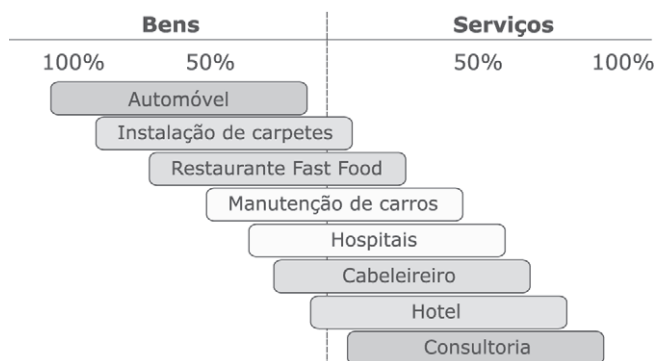 Bens Serviços
100% 50% 50% 100%
Automóvel
Instalação de carpetes
Restaurante Fast Food
Manutenção de carros
Hospitais
Cabeleireiro
Hotel
Consultoria